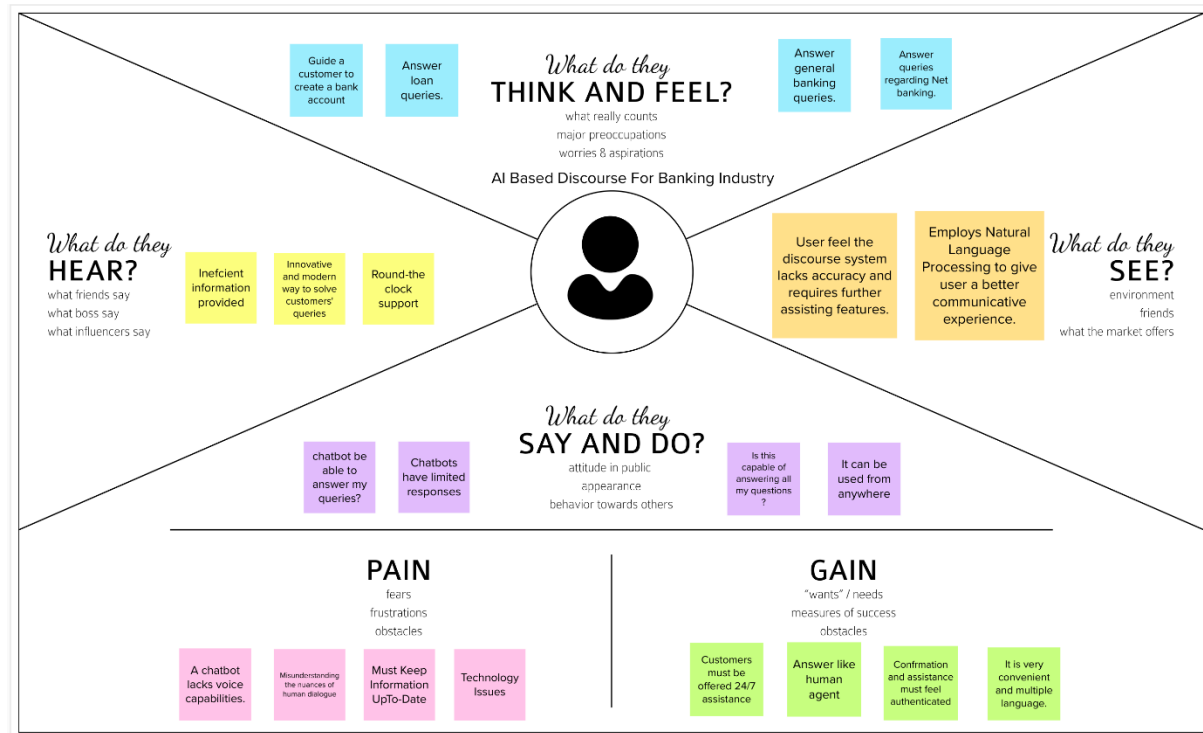 Guide a
customer to
create a bank
account
Answer
loan
queries.
What do they
THINK AND FEEL?
what really counts
major preoccupations
worries & aspirations
Answer
general
banking
queries.
Answer
queries
regarding Net
banking.
AI Based Discourse For Banking Industry
What do they
HEAR?
what friends say
what boss say
what influencers say
Inefcient
information
provided
Innovative
and modern
way to solve
customers'
queries
Round-the
clock
support
User feel the
discourse system
lacks accuracy and
requires further
assisting features.
Employs Natural
Language
Processing to give
user a better
communicative
experience.
What do they
SEE?
environment
friends
what the market offers
What do they
SAY AND DO?
attitude in public
appearance
behavior towards others
chatbot be
able to
answer my
queries?
Chatbots
have limited
responses
Is this
capable of
answering all
my questions
?
It can be
used from
anywhere
PAIN
fears
frustrations
obstacles
A chatbot
lacks voice
capabilities.
Misunderstanding
the nuances of
human dialogue
Must Keep
Information
UpTo-Date
Technology
Issues
GAIN
"wants" / needs
measures of success
obstacles
Customers
must be
offered 24/7
assistance
Answer like
human
agent
Confrmation
and assistance
must feel
authenticated
It is very
convenient
and multiple
language.